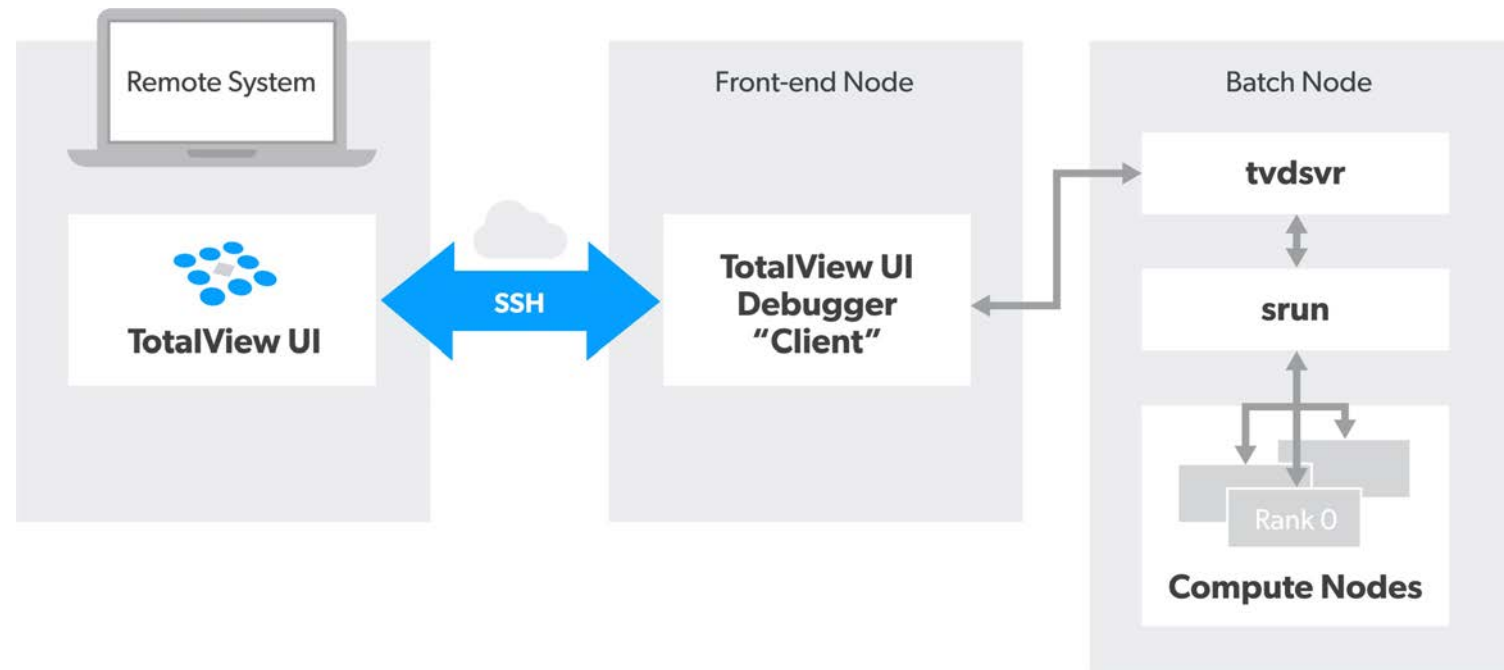 Remote System
TotalView UI
SSH
Front-end Node
TotalView UI
Debugger
“Client”
Batch Node
tvdsvr
srun
Rank 0
Compute Nodes